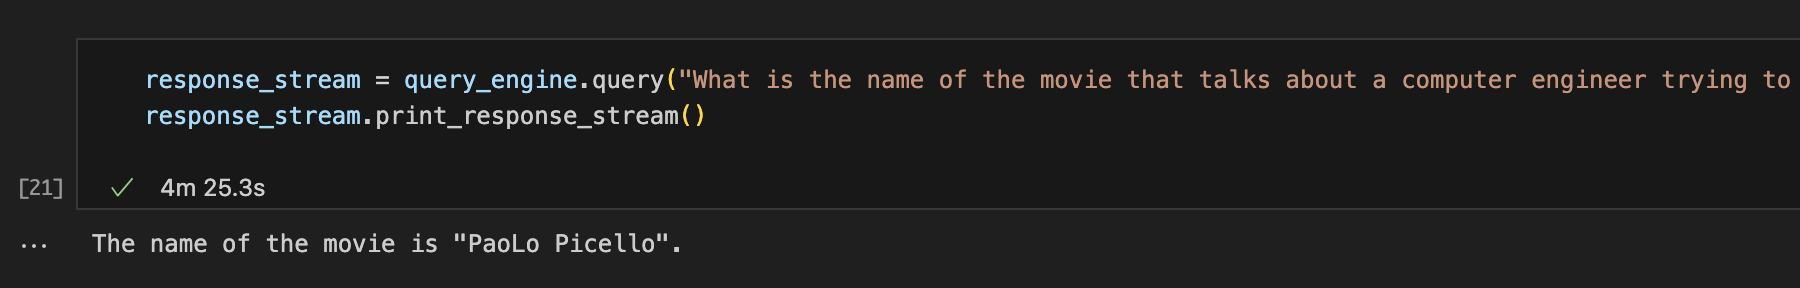 response_stream = query_engine.query("What is the name of the movie that talks about a computer engineer trying to
response_stream.print_response_stream()
[21] 4m 25.3s
... The name of the movie is "PaoLo Picello".